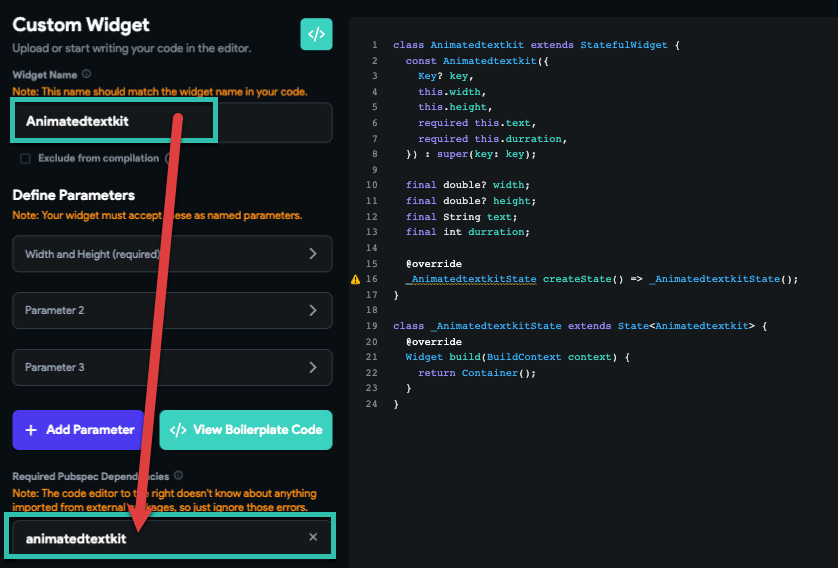 Custom Widget
Upload or start writing your code in the editor.
</>
Widget Name
Note: This name should match the widget name in your code.
Animatedtextkit
Exclude from compilation
Define Parameters
Note: Your widget must accept these as named parameters.
Width and Height (required)
Parameter 2
Parameter 3
+ Add Parameter
</> View Boilerplate Code
Required Pubspec Dependencies
Note: The code editor to the right doesn't know about anything
imported from external packages, so just ignore those errors.
animatedtextkit ×
1 class Animatedtextkit extends StatefulWidget {
2 const Animatedtextkit({
3 Key? key,
4 this.width,
5 this.height,
6 required this.text,
7 required this.durration,
8 }) : super(key: key);
9
10 final double? width;
11 final double? height;
12 final String text;
13 final int durration;
14
15 @override
16 _AnimatedtextkitState createState() => _AnimatedtextkitState();
17 }
18
19 class _AnimatedtextkitState extends State<Animatedtextkit> {
20 @override
21 Widget build(BuildContext context) {
22 return Container();
23 }
24 }